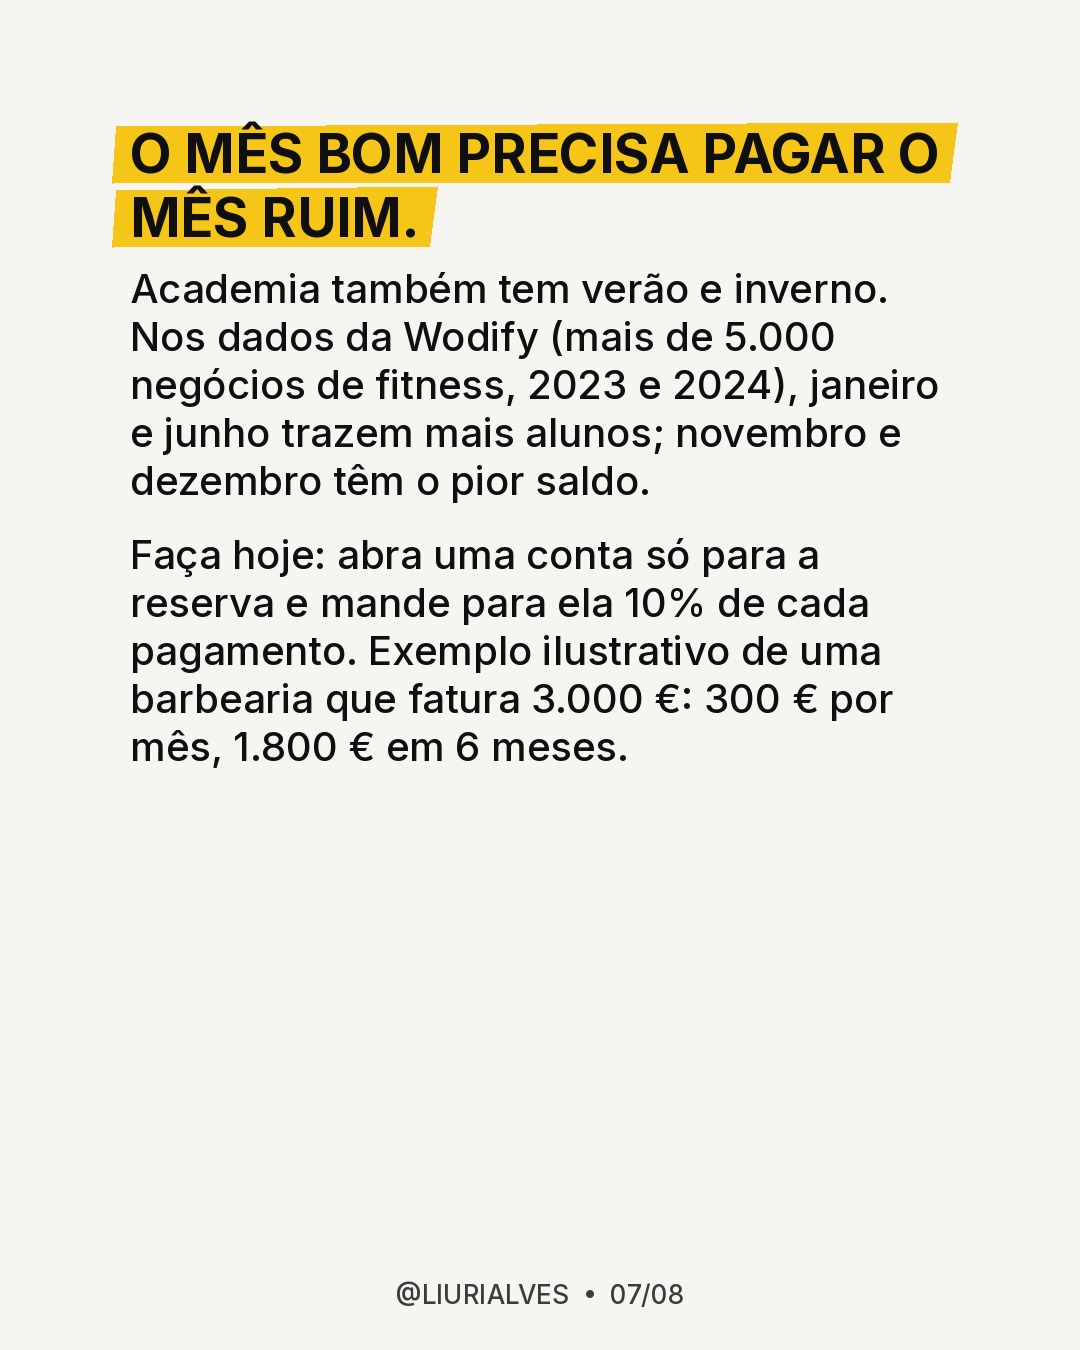 O MÊS BOM PRECISA PAGAR O
MÊS RUIM.
Academia também tem verão e inverno.
Nos dados da Wodify (mais de 5.000
negócios de fitness, 2023 e 2024), janeiro
e junho trazem mais alunos; novembro e
dezembro têm o pior saldo.
Faça hoje: abra uma conta só para a
reserva e mande para ela 10% de cada
pagamento. Exemplo ilustrativo de uma
barbearia que fatura 3.000 €: 300 € por
mês, 1.800 € em 6 meses.
@LIURIALVES • 07/08